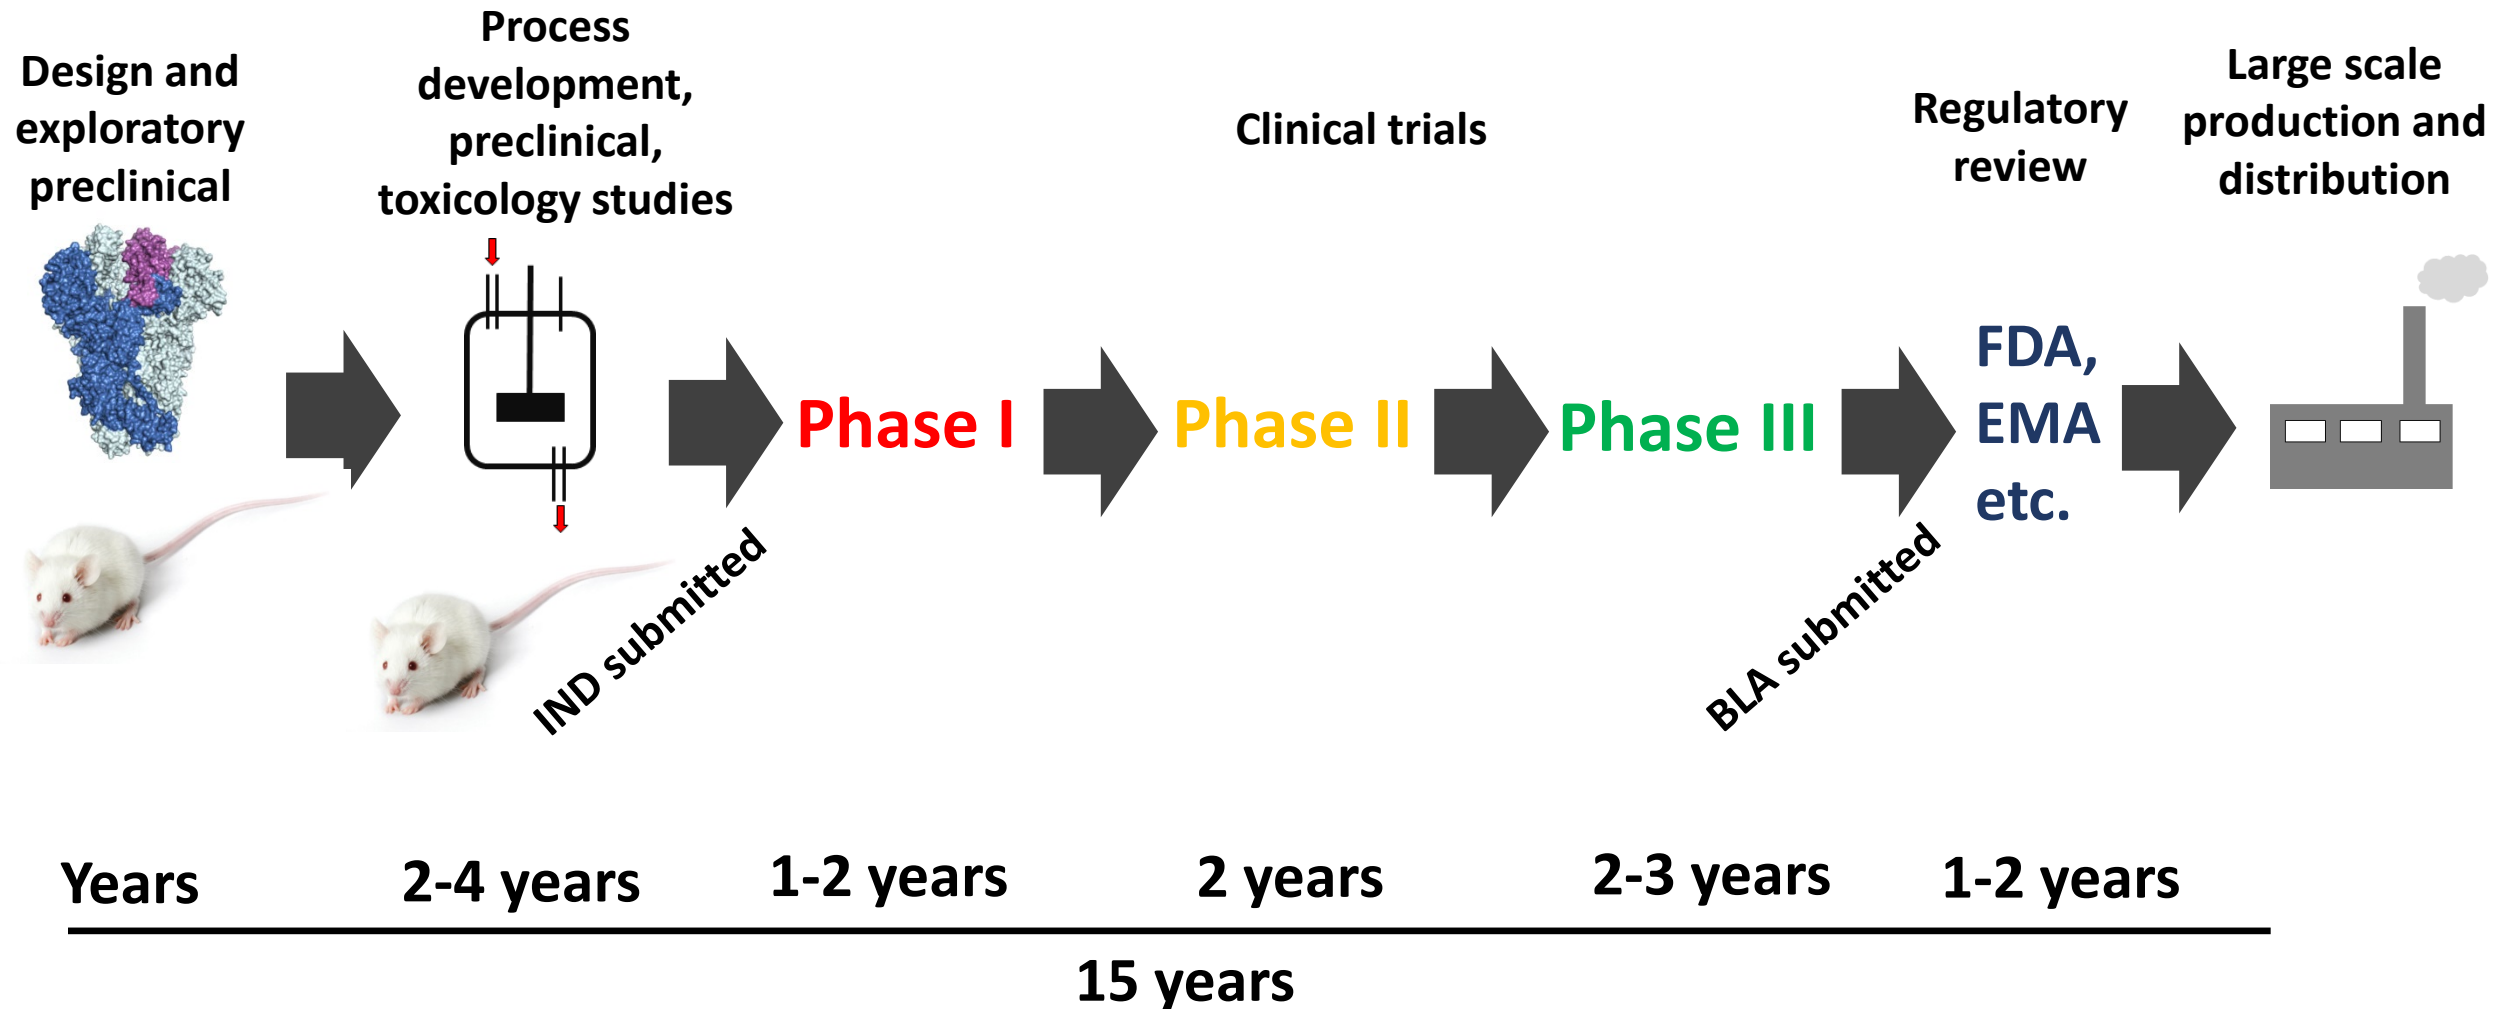 Design and
exploratory
preclinical
Process
development,
preclinical,
toxicology studies
Clinical trials
Regulatory
review
Large scale
production and
distribution
Phase I
Phase II
Phase III
FDA,
EMA
etc.
IND submitted
BLA submitted
Years
2-4 years
1-2 years
2 years
2-3 years
1-2 years
15 years